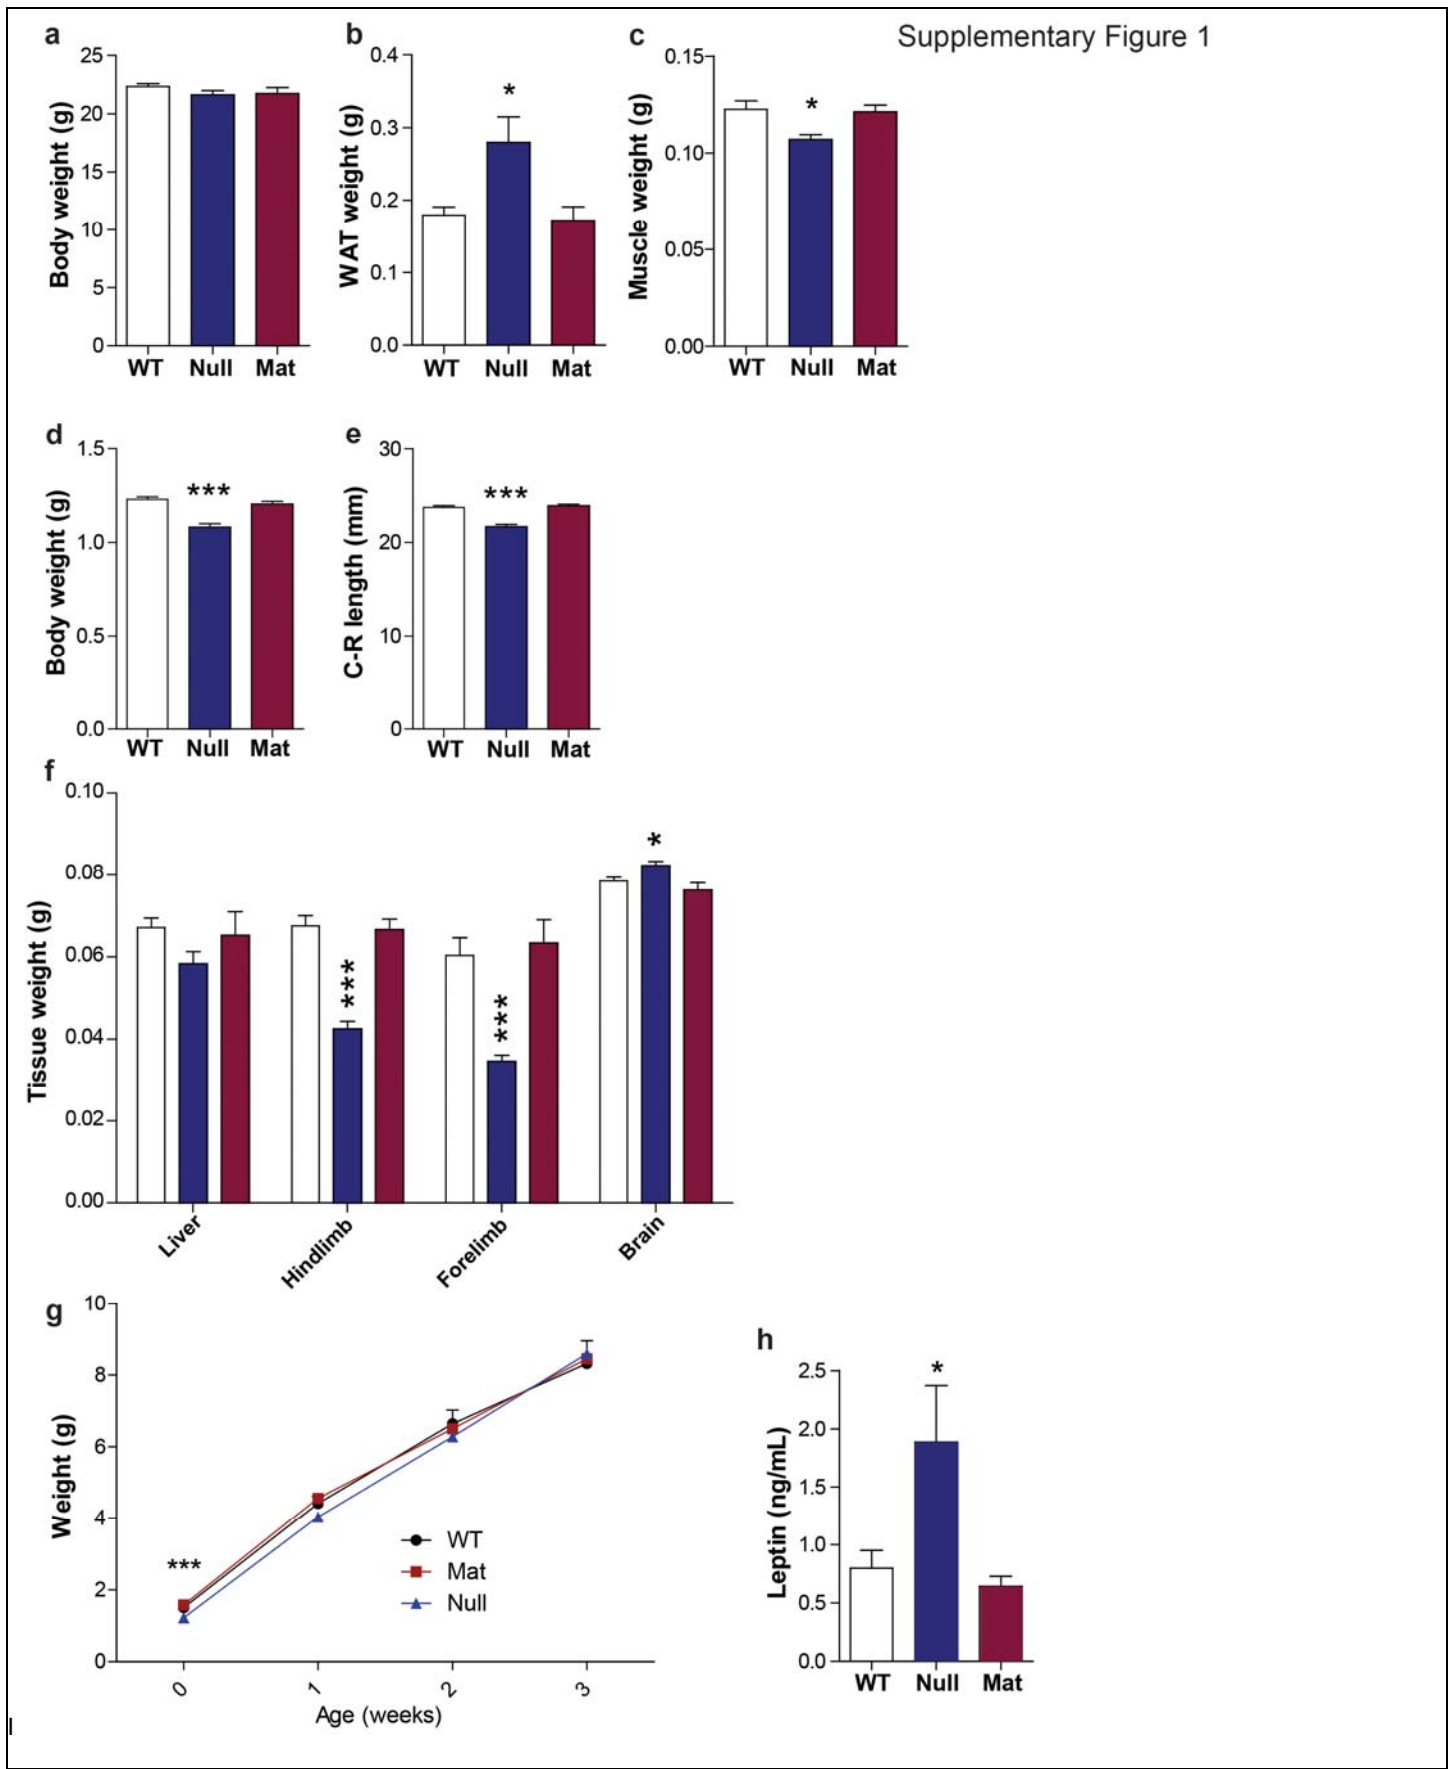 Supplementary Figure 1
a
Body weight (g)
25
20
15
10
5
0
WT Null Mat
b
WAT weight (g)
0.4
0.3
0.2
0.1
0.0
*
WT Null Mat
c
Muscle weight (g)
0.15
0.10
0.05
0.00
*
WT Null Mat
d
Body weight (g)
1.5
1.0
0.5
0.0
***
WT Null Mat
e
C-R length (mm)
30
20
10
0
***
WT Null Mat
f
Tissue weight (g)
0.10
0.08
0.06
0.04
0.02
0.00
***
***
*
Liver
Hindlimb
Forelimb
Brain
g
Weight (g)
10
8
6
4
2
0
***
WT
Mat
Null
0 1 2 3
Age (weeks)
h
Leptin (ng/mL)
2.5
2.0
1.5
1.0
0.5
0.0
*
WT Null Mat